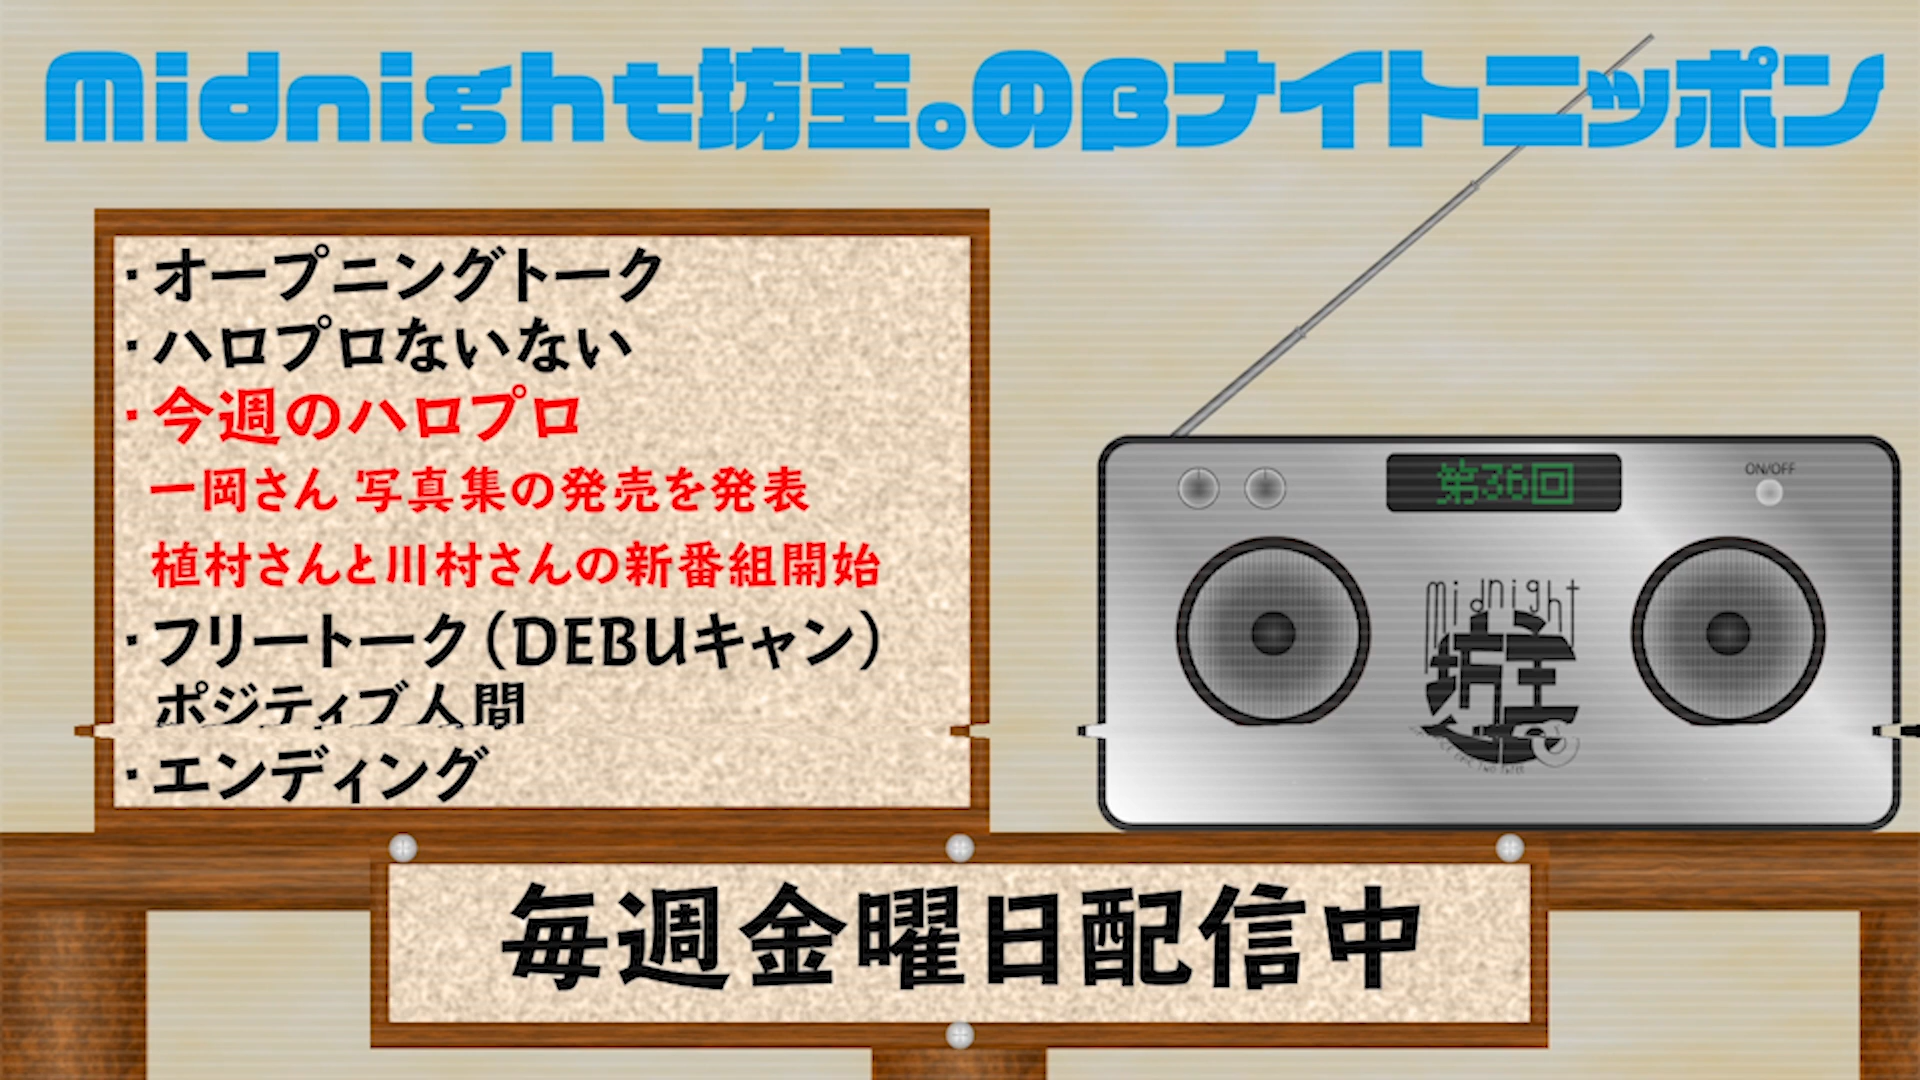 Midnight坊主。のβナイトニッポン
・オープニングトーク
・ハロプロないない
・今週のハロプロ
一岡さん 写真集の発売を発表
植村さんと川村さんの新番組開始
・フリートーク(DEBUキャン)
ポジティブ人間
・エンディング
第36回
ON/OFF
midnight
坊主
毎週金曜日配信中